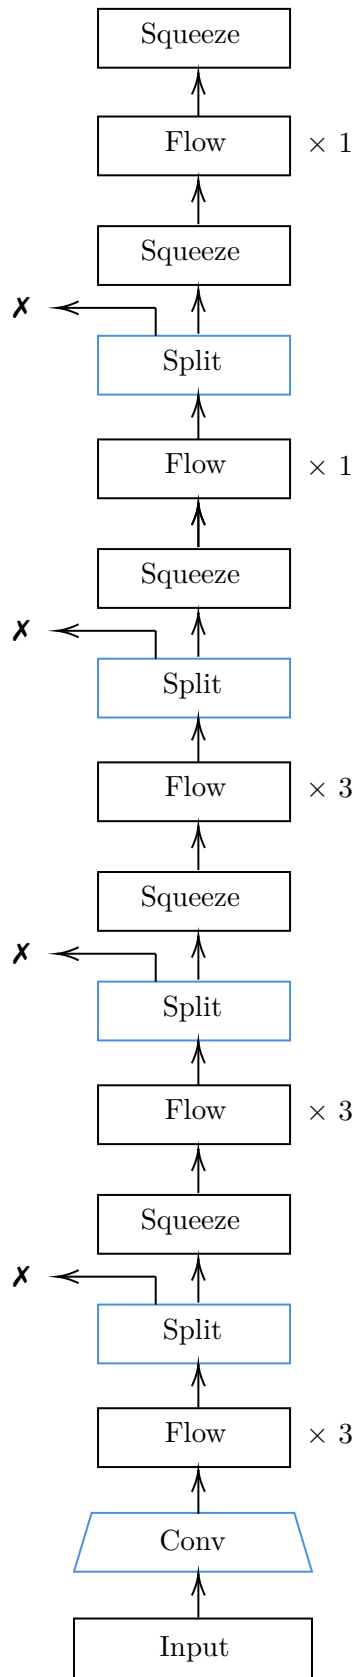 Squeeze
Flow × 1
Squeeze
✗
Split
Flow × 1
Squeeze
✗
Split
Flow × 3
Squeeze
✗
Split
Flow × 3
Squeeze
✗
Split
Flow × 3
Conv
Input